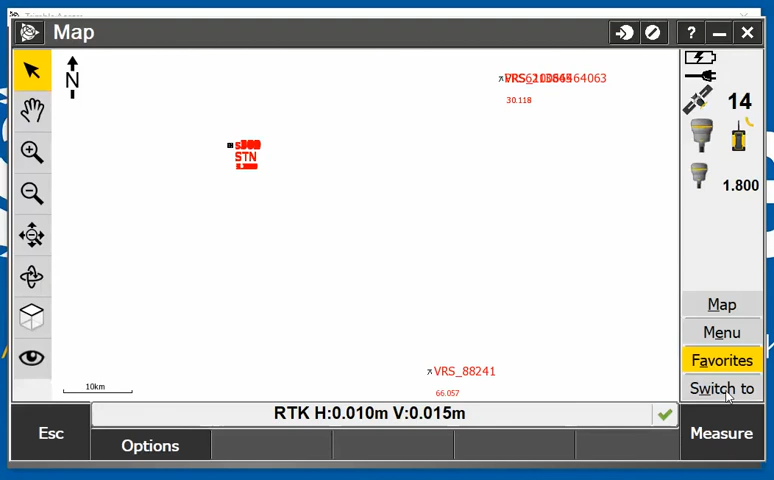 Map
?
N
30.118
STN
14
1.800
VRS_88241
66.057
10km
Map
Menu
Favorites
Switch to
RTK H:0.010m V:0.015m
Esc
Options
Measure